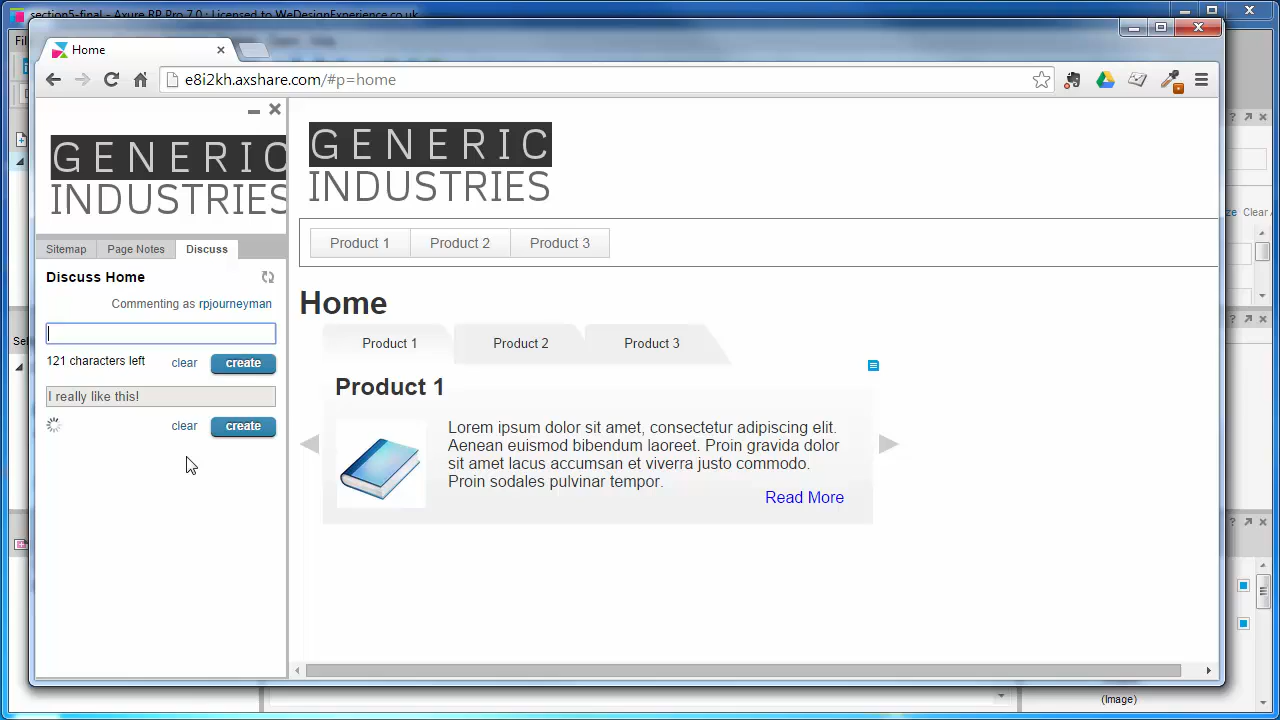 section5-final - Axure RP Pro 7.0 : Licensed to WeDesignExperience.co.uk
Fil
Home
e8i2kh.axshare.com/#p=home
GENERIC
INDUSTRIES
Sitemap
Page Notes
Discuss
Discuss Home
Commenting as rpjourneyman
121 characters left
clear
create
I really like this!
clear
create
GENERIC
INDUSTRIES
Product 1
Product 2
Product 3
Home
Product 1
Product 2
Product 3
Product 1
Lorem ipsum dolor sit amet, consectetur adipiscing elit.
Aenean euismod bibendum laoreet. Proin gravida dolor
sit amet lacus accumsan et viverra justo commodo.
Proin sodales pulvinar tempor.
Read More
Sele
ze
Clear A
(Image)